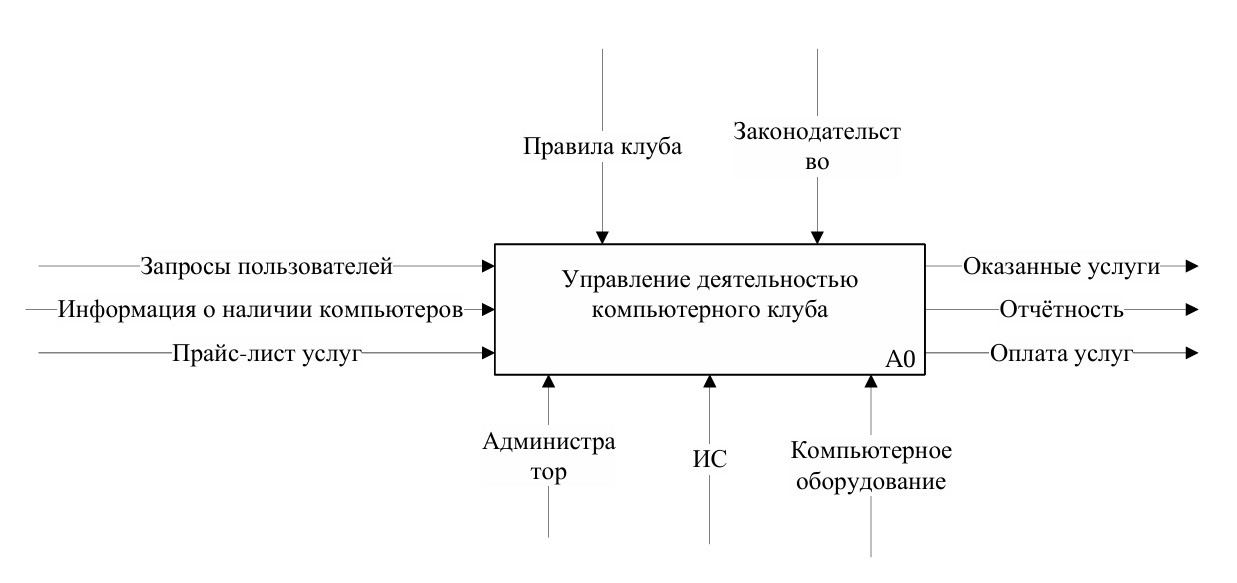 Правила клуба
Законодательст
во
Запросы пользователей
Информация о наличии компьютеров
Прайс-лист услуг
Управление деятельностью
компьютерного клуба
A0
Оказанные услуги
Отчётность
Оплата услуг
Администра
тор
ИС
Компьютерное
оборудование